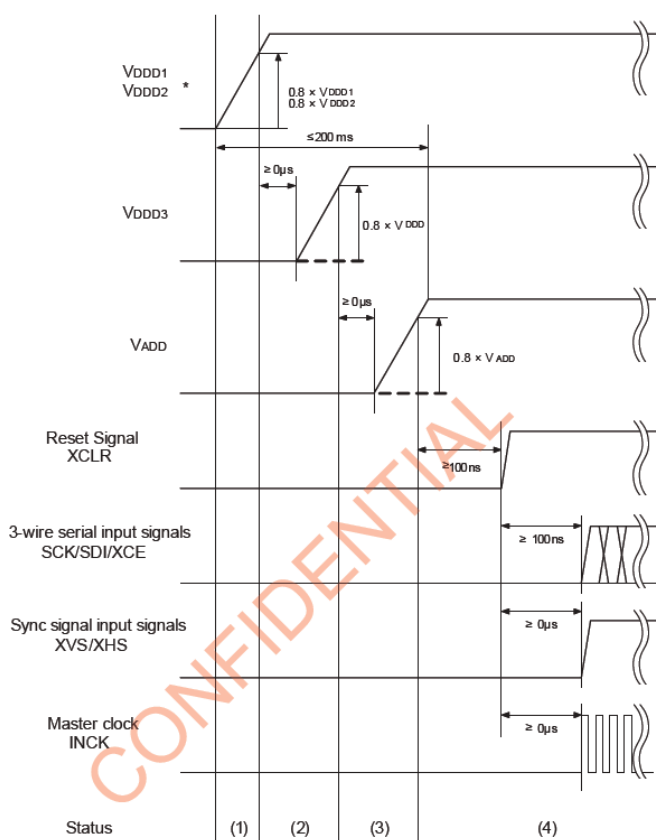 VDDD1
VDDD2 *
0.8 × VDDD1
0.8 × VDDD2
≤200 ms
≥ 0μs
VDDD3
0.8 × VDDD
≥ 0μs
VADD
0.8 × VADD
Reset Signal
XCLR
≥100ns
3-wire serial input signals
SCK/SDI/XCE
≥ 100ns
Sync signal input signals
XVS/XHS
≥ 0μs
Master clock
INCK
≥ 0μs
Status (1) (2) (3) (4)
CONFIDENTIAL